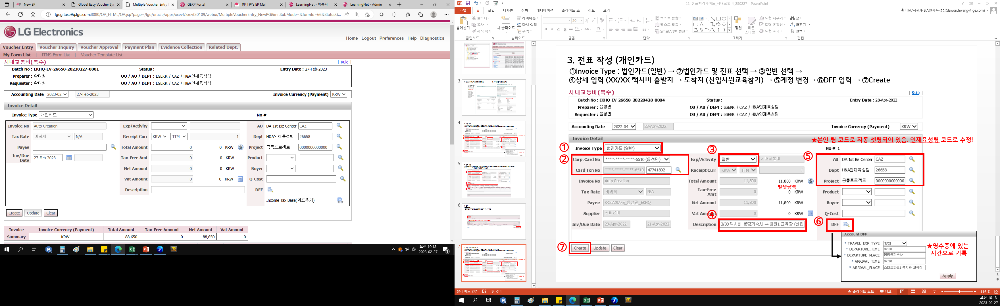 New EP
Global Easy Voucher Sys
Multiple Voucher Entry
GERP Portal
황다원's EP Mail
LearningNet - 학습자
LearningNet - Admin
lgegltase9q.lge.com:8080/OA_HTML/OA.jsp?page=/lge/oracle/apps/xxevf/xxevf20109/webui/MultipleVoucherEntry_NewPG&initSubMode=&formId=66&StatusG...
LG Electronics
Home Logout Preferences Help Diagnostics
Voucher Entry Voucher Inquiry Voucher Approval Payment Plan Evidence Collection Related Dept.
My Form List | ITMS Form List | Voucher Template List
시내교통비(복수) | Rule |
Batch No : EKHQ-EV-26658-20230227-0001 Status : Entry Date : 27-Feb-2023
Preparer : 황다원 OU / AU / DEPT : LGEKR / CAZ / H&A인재육성팀
Requester : 황다원 OU / AU / DEPT : LGEKR / CAZ / H&A인재육성팀
Accounting Date 2023-02 27-Feb-2023 Invoice Currency (Payment) KRW
Invoice Detail
Invoice Type 개인카드 No #
Invoice No Auto Creation Exp/Activity AU DA 1st Biz Center CAZ
Tax Rate 비과세 N/A Receipt Curr KRW TTM 1 Dept H&A인재육성팀 26658
Payee Total Amount 0 0 KRW Project 공통프로젝트 0000000000000
Inv/Due Date 27-Feb-2023 Tax-Free Amt 0 0 KRW Product
Net Amount 0 0 KRW Buyer
Vat Amount 0 0 KRW Q-Cost
Description DFF
Income Tax Base(과표추가)
Create Update Clear
Invoice Invoice Currency (Payment) Total Amount Tax-Free Amount Net Amount Vat Amount
Summary KRW 88,650 0 88,650 0
오전 10:13
2023-02-27
#2. 전표처리가이드_시내교통비_230227 - PowerPoint
파일 홈 삽입 디자인 전환 애니메이션 슬라이드 쇼 검토 보기
황다원/사원/H&A인재육성팀(dawon.hwang@lge.com)
붙여넣기 잘라내기 복사 서식 복사
클립보드
새 슬라이드 레이아웃 다시 설정 구역
슬라이드
20
글꼴
텍스트 방향 텍스트 맞춤 SmartArt로 변환
단락
정렬 빠른 스타일 도형 채우기 도형 윤곽선 도형 효과
그리기
찾기 바꾸기 선택
편집
3
4
5
6
7
3. 전표 작성 (개인카드)
①Invoice Type : 법인카드(일반) → ②법인카드 및 전표 선택 → ③일반 선택 →
④상세 입력 (XX/XX 택시비 출발지 → 도착지 (신입사원교육참가) → ⑤계정 변경→ ⑥DFF 입력 → ⑦Create
시내교통비(복수) | Rule |
Batch No : EKHQ-EV-26658-20220428-0004 Status : Entry Date : 28-Apr-2022
Preparer : 윤성민 OU / AU / DEPT : LGEKR / CAZ / H&A인재육성팀
Requester : 윤성민 OU / AU / DEPT : LGEKR / CAZ / H&A인재육성팀
Accounting Date 2022-04 28-Apr-2022 Invoice Currency (Payment) KRW
Invoice Detail
★본인 팀 코드로 자동 셋팅되어 있음. 인재육성팀 코드로 수정!
① Invoice Type 법인카드 (일반) ③ No # 1
② Corp. Card No ****-****-****-6510 (윤성민) Exp/Activity 일반 시내교통비 ⑤ AU DA 1st Biz Center CAZ
Card Txn No ****-****-****-6510 47741802 Receipt Curr KRW TTM 1 Dept H&A인재육성팀 26658
Invoice No Auto Creation Total Amount 11,800 11,800 KRW Project 공통프로젝트 0000000000000
발생금액
Tax Rate 비과세 N/A Tax-Free Amt 0 0 KRW Product
Payee KR272977E_윤성민_EKHQ Net Amount 11,800 11,800 KRW Buyer
Supplier 커피쟁이 Vat Amount ④ 0 0 KRW Q-Cost
Inv/Due Date 20-Apr-2022 21-Apr-2022 Description 3/30 택시비 봉림기숙사 → 창원1 교육장 (신입 ⑥ DFF
⑦ Create Update Clear
Account DFF
* TRAVEL_EXP_TYPE TAXI
* DEPARTURE_TIME 07:00
* DEPARTURE_PLACE 봉림동기숙사
* ARRIVAL_TIME 07:30
* ARRIVAL_PLACE 스마트파크1 복지관 교육장
Apply
★영수증에 있는
시간으로 기록
슬라이드 7/7 한국어 슬라이드 노트 메모 116 %
오전 10:13
2023-02-27